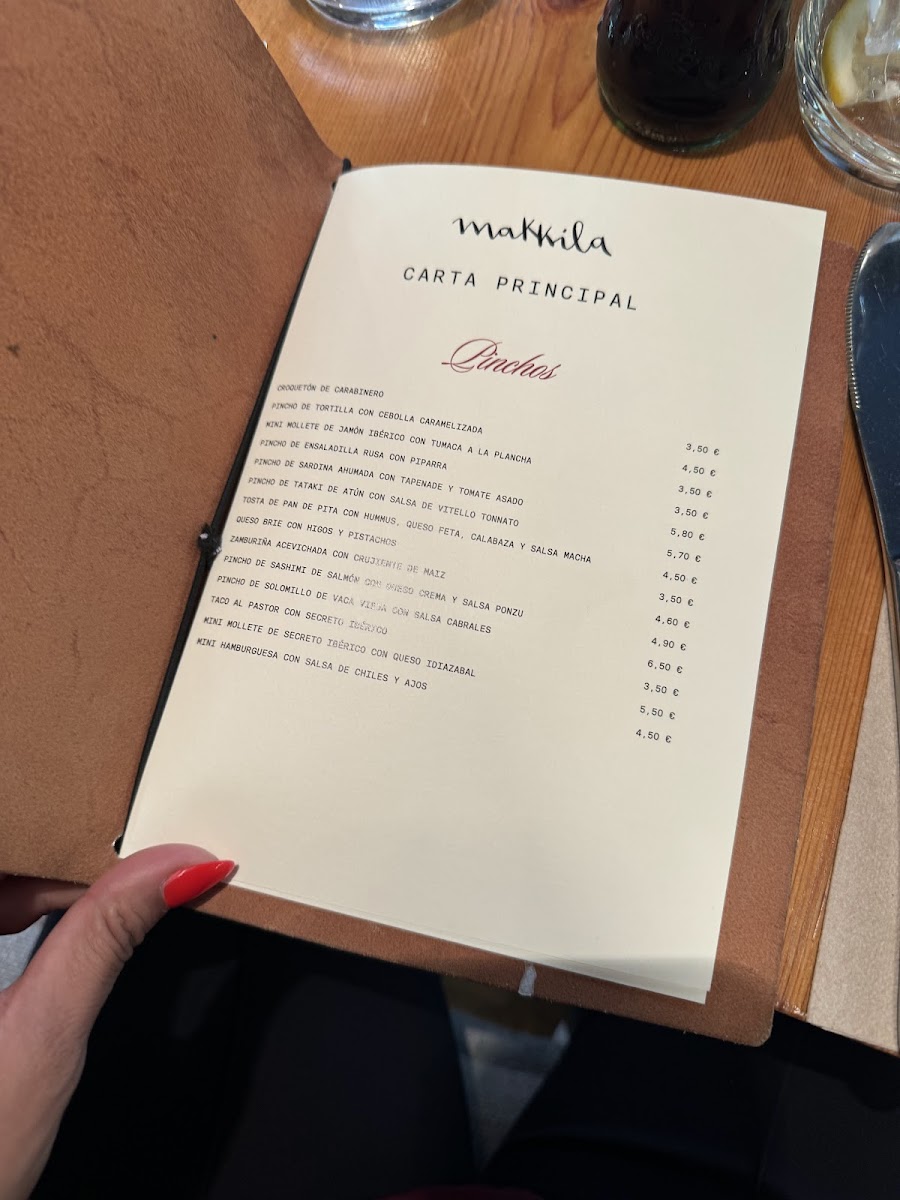 makkila
CARTA PRINCIPAL
Pinchos
CROQUETÓN DE CARABINERO 3,50 €
PINCHO DE TORTILLA CON CEBOLLA CARAMELIZADA 4,50 €
MINI MOLLETE DE JAMÓN IBÉRICO CON TUMACA A LA PLANCHA 3,50 €
PINCHO DE ENSALADILLA RUSA CON PIPARRA 3,50 €
PINCHO DE SARDINA AHUMADA CON TAPENADE Y TOMATE ASADO 5,80 €
PINCHO DE TATAKI DE ATÚN CON SALSA DE VITELLO TONNATO 5,70 €
TOSTA DE PAN DE PITA CON HUMMUS, QUESO FETA, CALABAZA Y SALSA MACHA 4,50 €
QUESO BRIE CON HIGOS Y PISTACHOS 3,50 €
ZAMBURIÑA ACEVICHADA CON CRUJIENTE DE MAIZ 4,60 €
PINCHO DE SASHIMI DE SALMÓN CON QUESO CREMA Y SALSA PONZU 4,90 €
PINCHO DE SOLOMILLO DE VACA VIEJA CON SALSA CABRALES 6,50 €
TACO AL PASTOR CON SECRETO IBÉRICO 3,50 €
MINI MOLLETE DE SECRETO IBÉRICO CON QUESO IDIAZABAL 5,50 €
MINI HAMBURGUESA CON SALSA DE CHILES Y AJOS 4,50 €